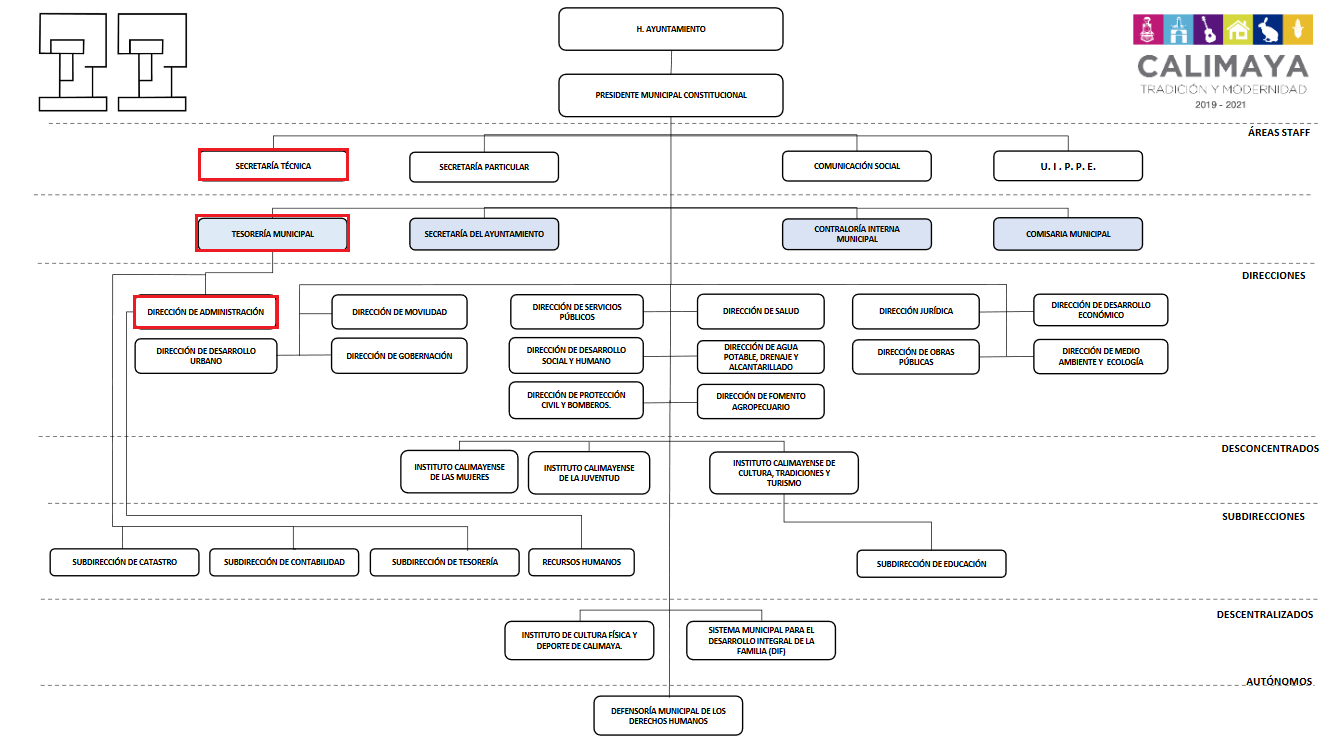 H. AYUNTAMIENTO
CALIMAYA
TRADICIÓN Y MODERNIDAD
2019 - 2021
PRESIDENTE MUNICIPAL CONSTITUCIONAL
ÁREAS STAFF
SECRETARÍA TÉCNICA
SECRETARÍA PARTICULAR
COMUNICACIÓN SOCIAL
U. I . P. P. E.
TESORERÍA MUNICIPAL
SECRETARÍA DEL AYUNTAMIENTO
CONTRALORÍA INTERNA
MUNICIPAL
COMISARIA MUNICIPAL
DIRECCIONES
DIRECCIÓN DE ADMINISTRACIÓN
DIRECCIÓN DE MOVILIDAD
DIRECCIÓN DE SERVICIOS
PÚBLICOS
DIRECCIÓN DE SALUD
DIRECCIÓN JURÍDICA
DIRECCIÓN DE DESARROLLO
ECONÓMICO
DIRECCIÓN DE DESARROLLO
URBANO
DIRECCIÓN DE GOBERNACIÓN
DIRECCIÓN DE DESARROLLO
SOCIAL Y HUMANO
DIRECCIÓN DE AGUA
POTABLE, DRENAJE Y
ALCANTARILLADO
DIRECCIÓN DE OBRAS
PÚBLICAS
DIRECCIÓN DE MEDIO
AMBIENTE Y ECOLOGÍA
DIRECCIÓN DE PROTECCIÓN
CIVIL Y BOMBEROS.
DIRECCIÓN DE FOMENTO
AGROPECUARIO
DESCONCENTRADOS
INSTITUTO CALIMAYENSE
DE LAS MUJERES
INSTITUTO CALIMAYENSE
DE LA JUVENTUD
INSTITUTO CALIMAYENSE DE
CULTURA, TRADICIONES Y
TURISMO
SUBDIRECCIONES
SUBDIRECCIÓN DE CATASTRO
SUBDIRECCIÓN DE CONTABILIDAD
SUBDIRECCIÓN DE TESORERÍA
RECURSOS HUMANOS
SUBDIRECCIÓN DE EDUCACIÓN
DESCENTRALIZADOS
INSTITUTO DE CULTURA FÍSICA Y
DEPORTE DE CALIMAYA.
SISTEMA MUNICIPAL PARA EL
DESARROLLO INTEGRAL DE LA
FAMILIA (DIF)
AUTÓNOMOS
DEFENSORÍA MUNICIPAL DE LOS
DERECHOS HUMANOS